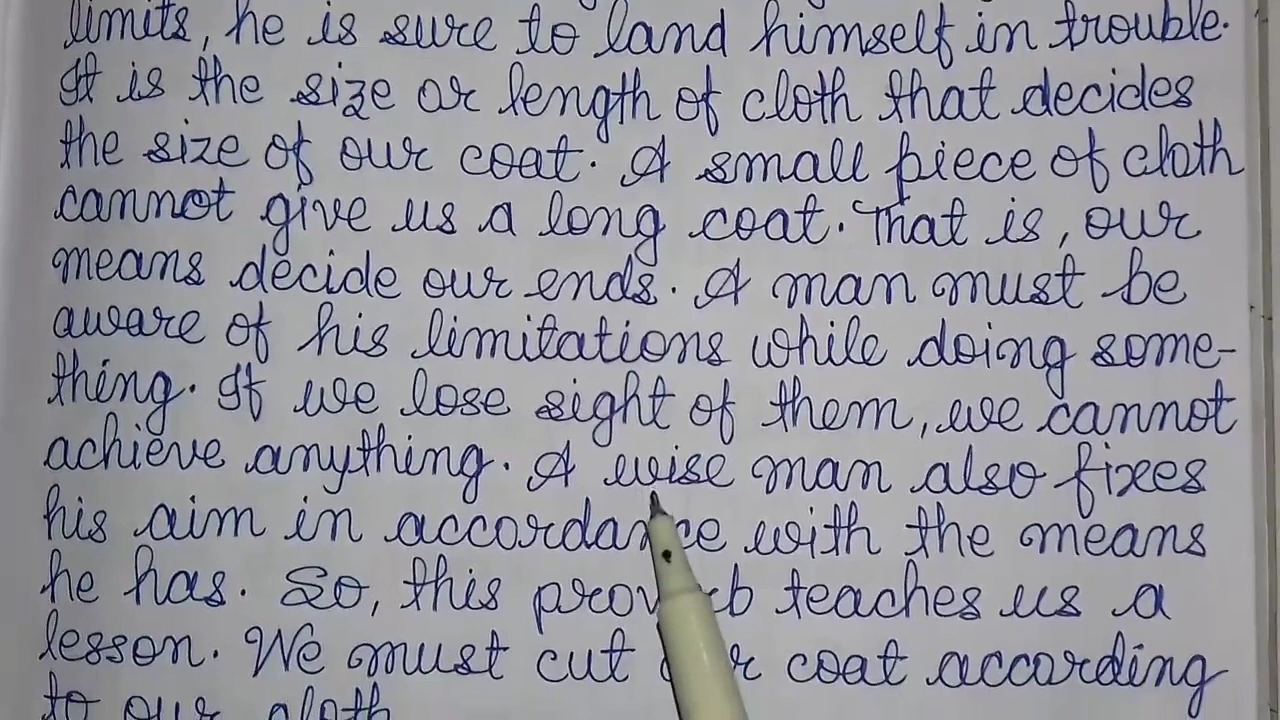 limits, he is sure to land himself in trouble.
It is the size or length of cloth that decides
the size of our coat. A small piece of cloth
cannot give us a long coat. That is, our
means decide our ends. A man must be
aware of his limitations while doing some-
thing. If we lose sight of them, we cannot
achieve anything. A wise man also fixes
his aim in accordance with the means
he has. So, this proverb teaches us a
lesson. We must cut our coat according
to our cloth.